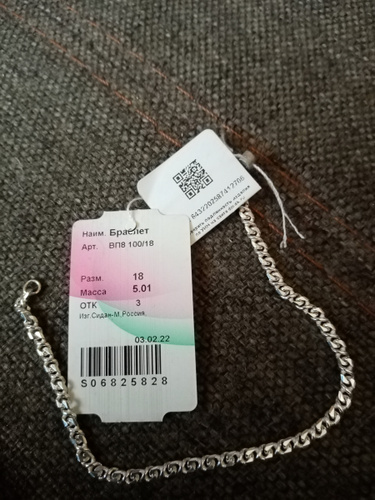 8432202587412706
Наим. Браслет
Арт. ВП8 100/18
Разм. 18
Масса 5.01
ОТК 3
Изг.Сидан-М,Россия,
03.02.22
S06825828